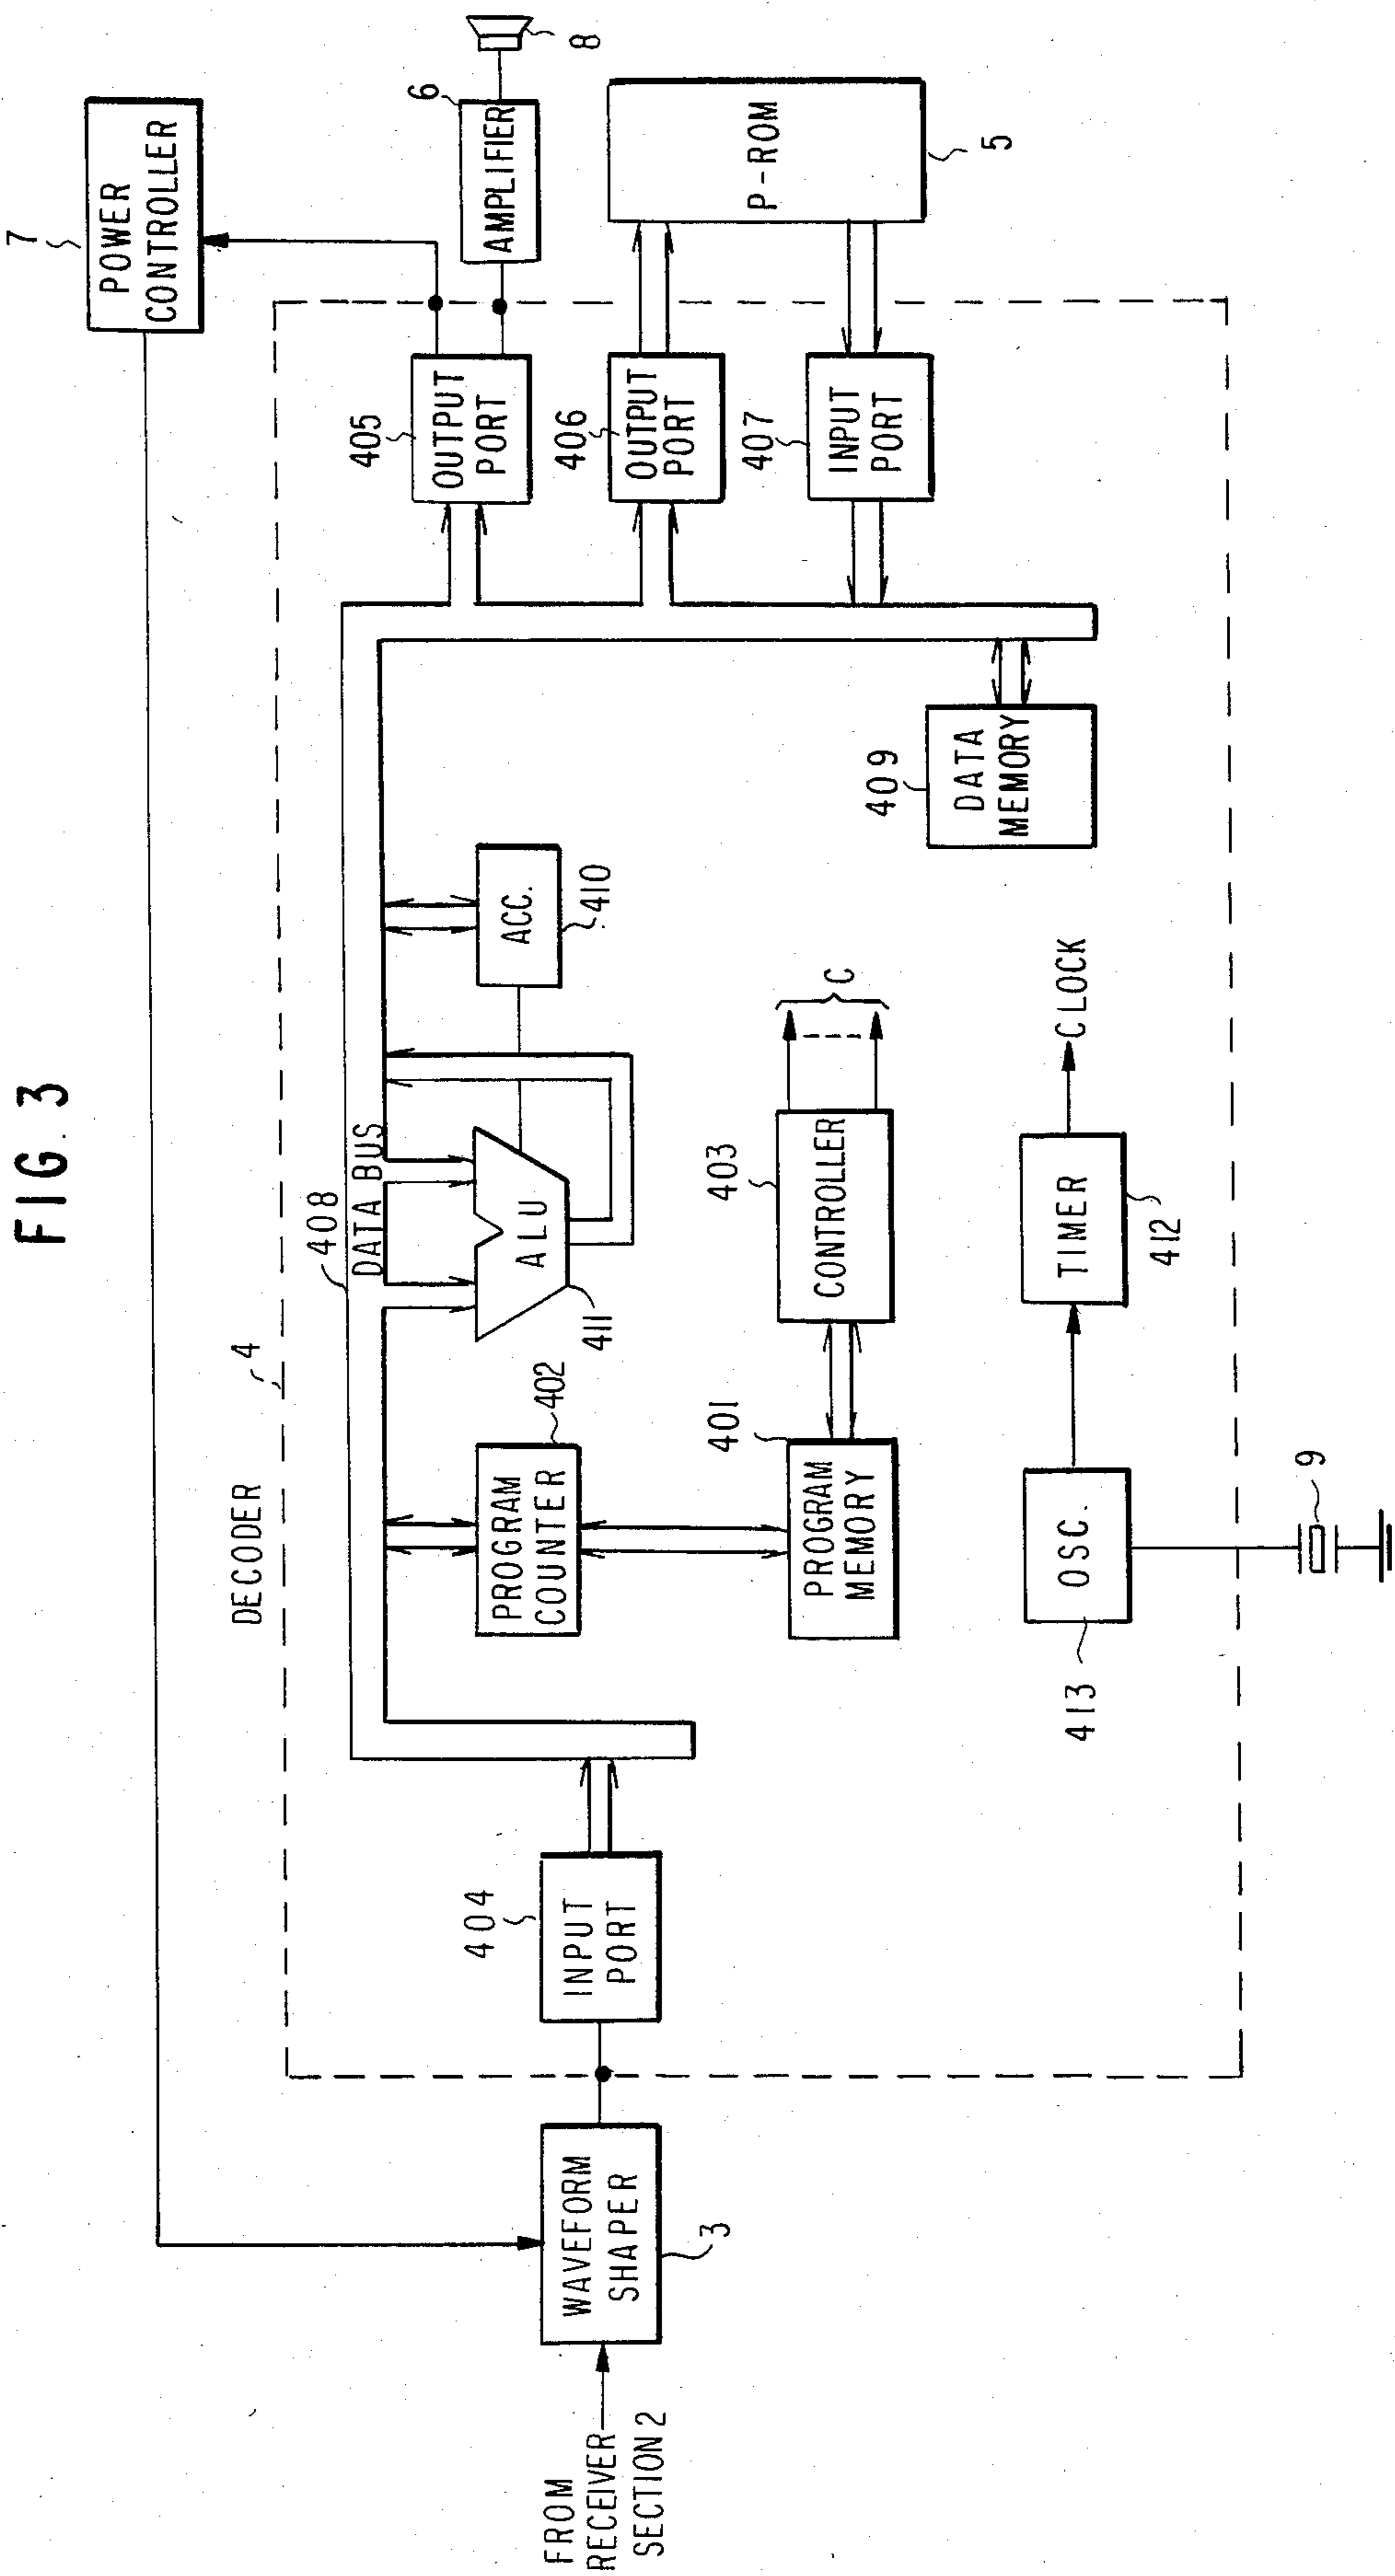 FIG. 3
7
POWER
CONTROLLER
DECODER
4
408
DATA BUS
405
OUTPUT
PORT
6
AMPLIFIER
8
406
OUTPUT
PORT
P-ROM
5
407
INPUT
PORT
FROM
RECEIVER
SECTION 2
WAVEFORM
SHAPER
3
404
INPUT
PORT
PROGRAM
COUNTER
402
ALU
411
ACC.
410
401
PROGRAM
MEMORY
403
CONTROLLER
C
409
DATA
MEMORY
413
OSC.
9
TIMER
412
CLOCK